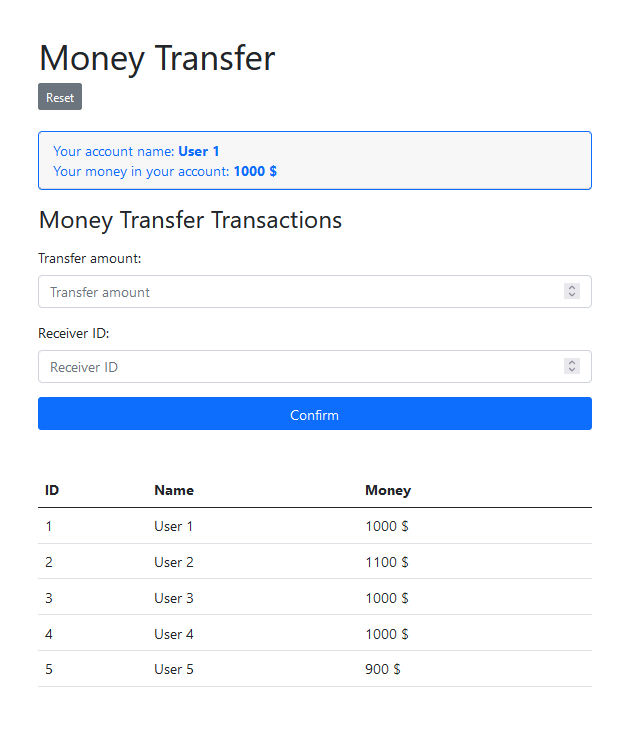 Money Transfer
Reset
Your account name: User 1
Your money in your account: 1000 $
Money Transfer Transactions
Transfer amount:
Transfer amount
Receiver ID:
Receiver ID
Confirm
ID Name Money
1 User 1 1000 $
2 User 2 1100 $
3 User 3 1000 $
4 User 4 1000 $
5 User 5 900 $